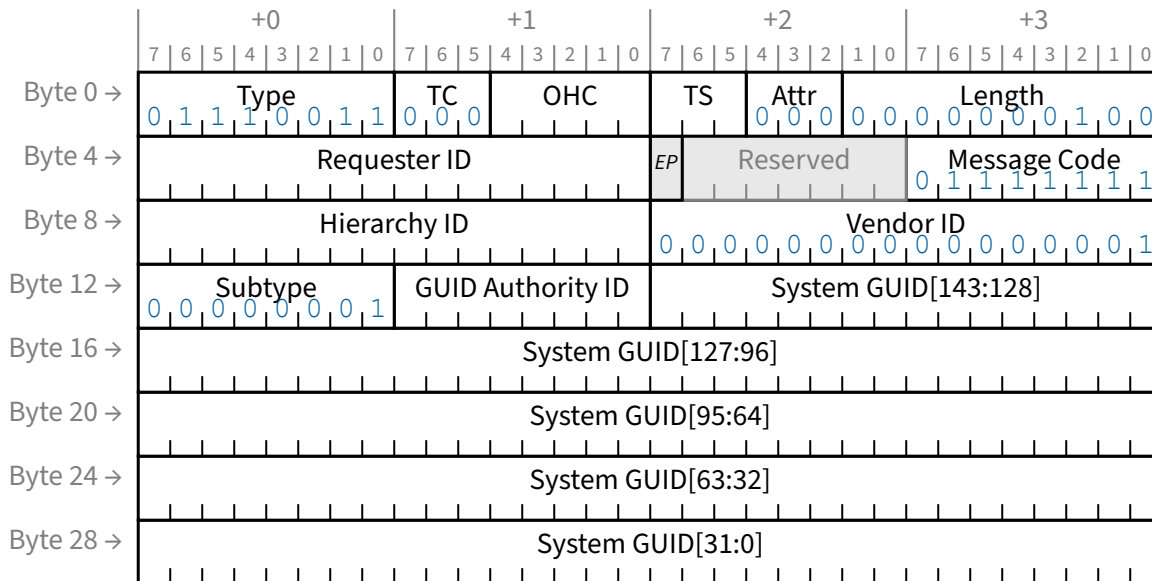 +0 +1 +2 +3
7 6 5 4 3 2 1 0 7 6 5 4 3 2 1 0 7 6 5 4 3 2 1 0 7 6 5 4 3 2 1 0
Byte 0 → Type TC OHC TS Attr Length
0 1 1 1 0 0 1 1 0 0 0 0 0 0 0 0 0 0 0 0 0 1 0 0
Byte 4 → Requester ID EP Reserved Message Code
0 1 1 1 1 1 1 1
Byte 8 → Hierarchy ID Vendor ID
0 0 0 0 0 0 0 0 0 0 0 0 0 0 0 1
Byte 12 → Subtype GUID Authority ID System GUID[143:128]
0 0 0 0 0 0 0 1
Byte 16 → System GUID[127:96]
Byte 20 → System GUID[95:64]
Byte 24 → System GUID[63:32]
Byte 28 → System GUID[31:0]